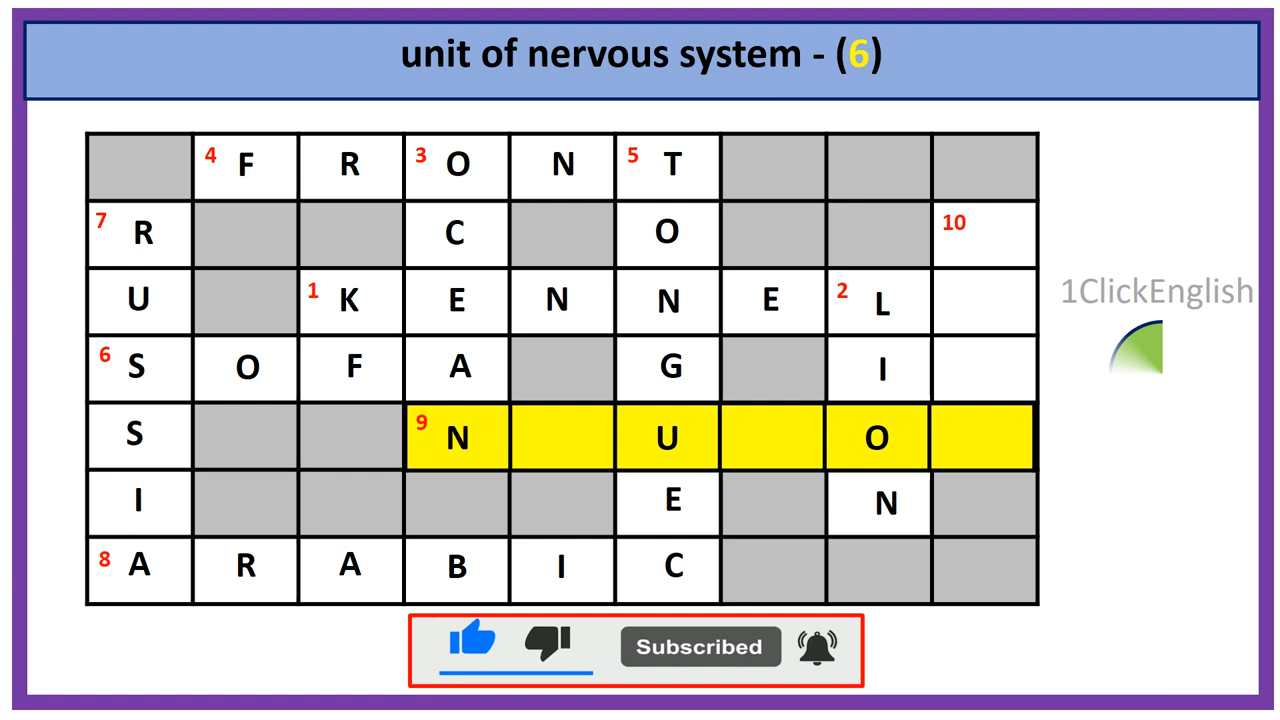 unit of nervous system - (6)
4 F R 3 O N 5 T
7 R C O 10
U 1 K E N N E 2 L
6 S O F A G I
S 9 N U O
I E N
8 A R A B I C
1ClickEnglish
Subscribed